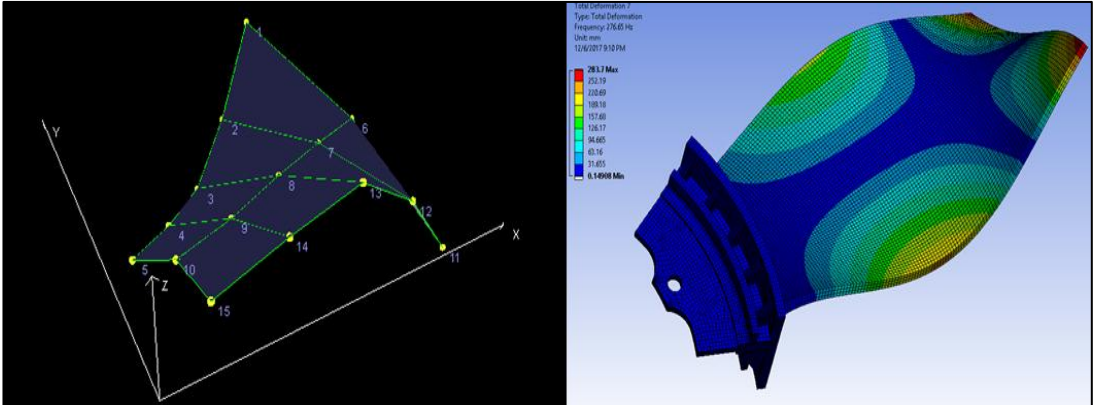 1
2
6
Y
7
8
3
13
12
4
9
X
14
11
5
10
Z
15
Total Deformation 7
Type: Total Deformation
Frequency: 276.65 Hz
Unit: mm
12/6/2017 9:10 PM
283.7 Max
252.19
220.69
189.18
157.68
126.17
94.665
63.16
31.655
0.14908 Min